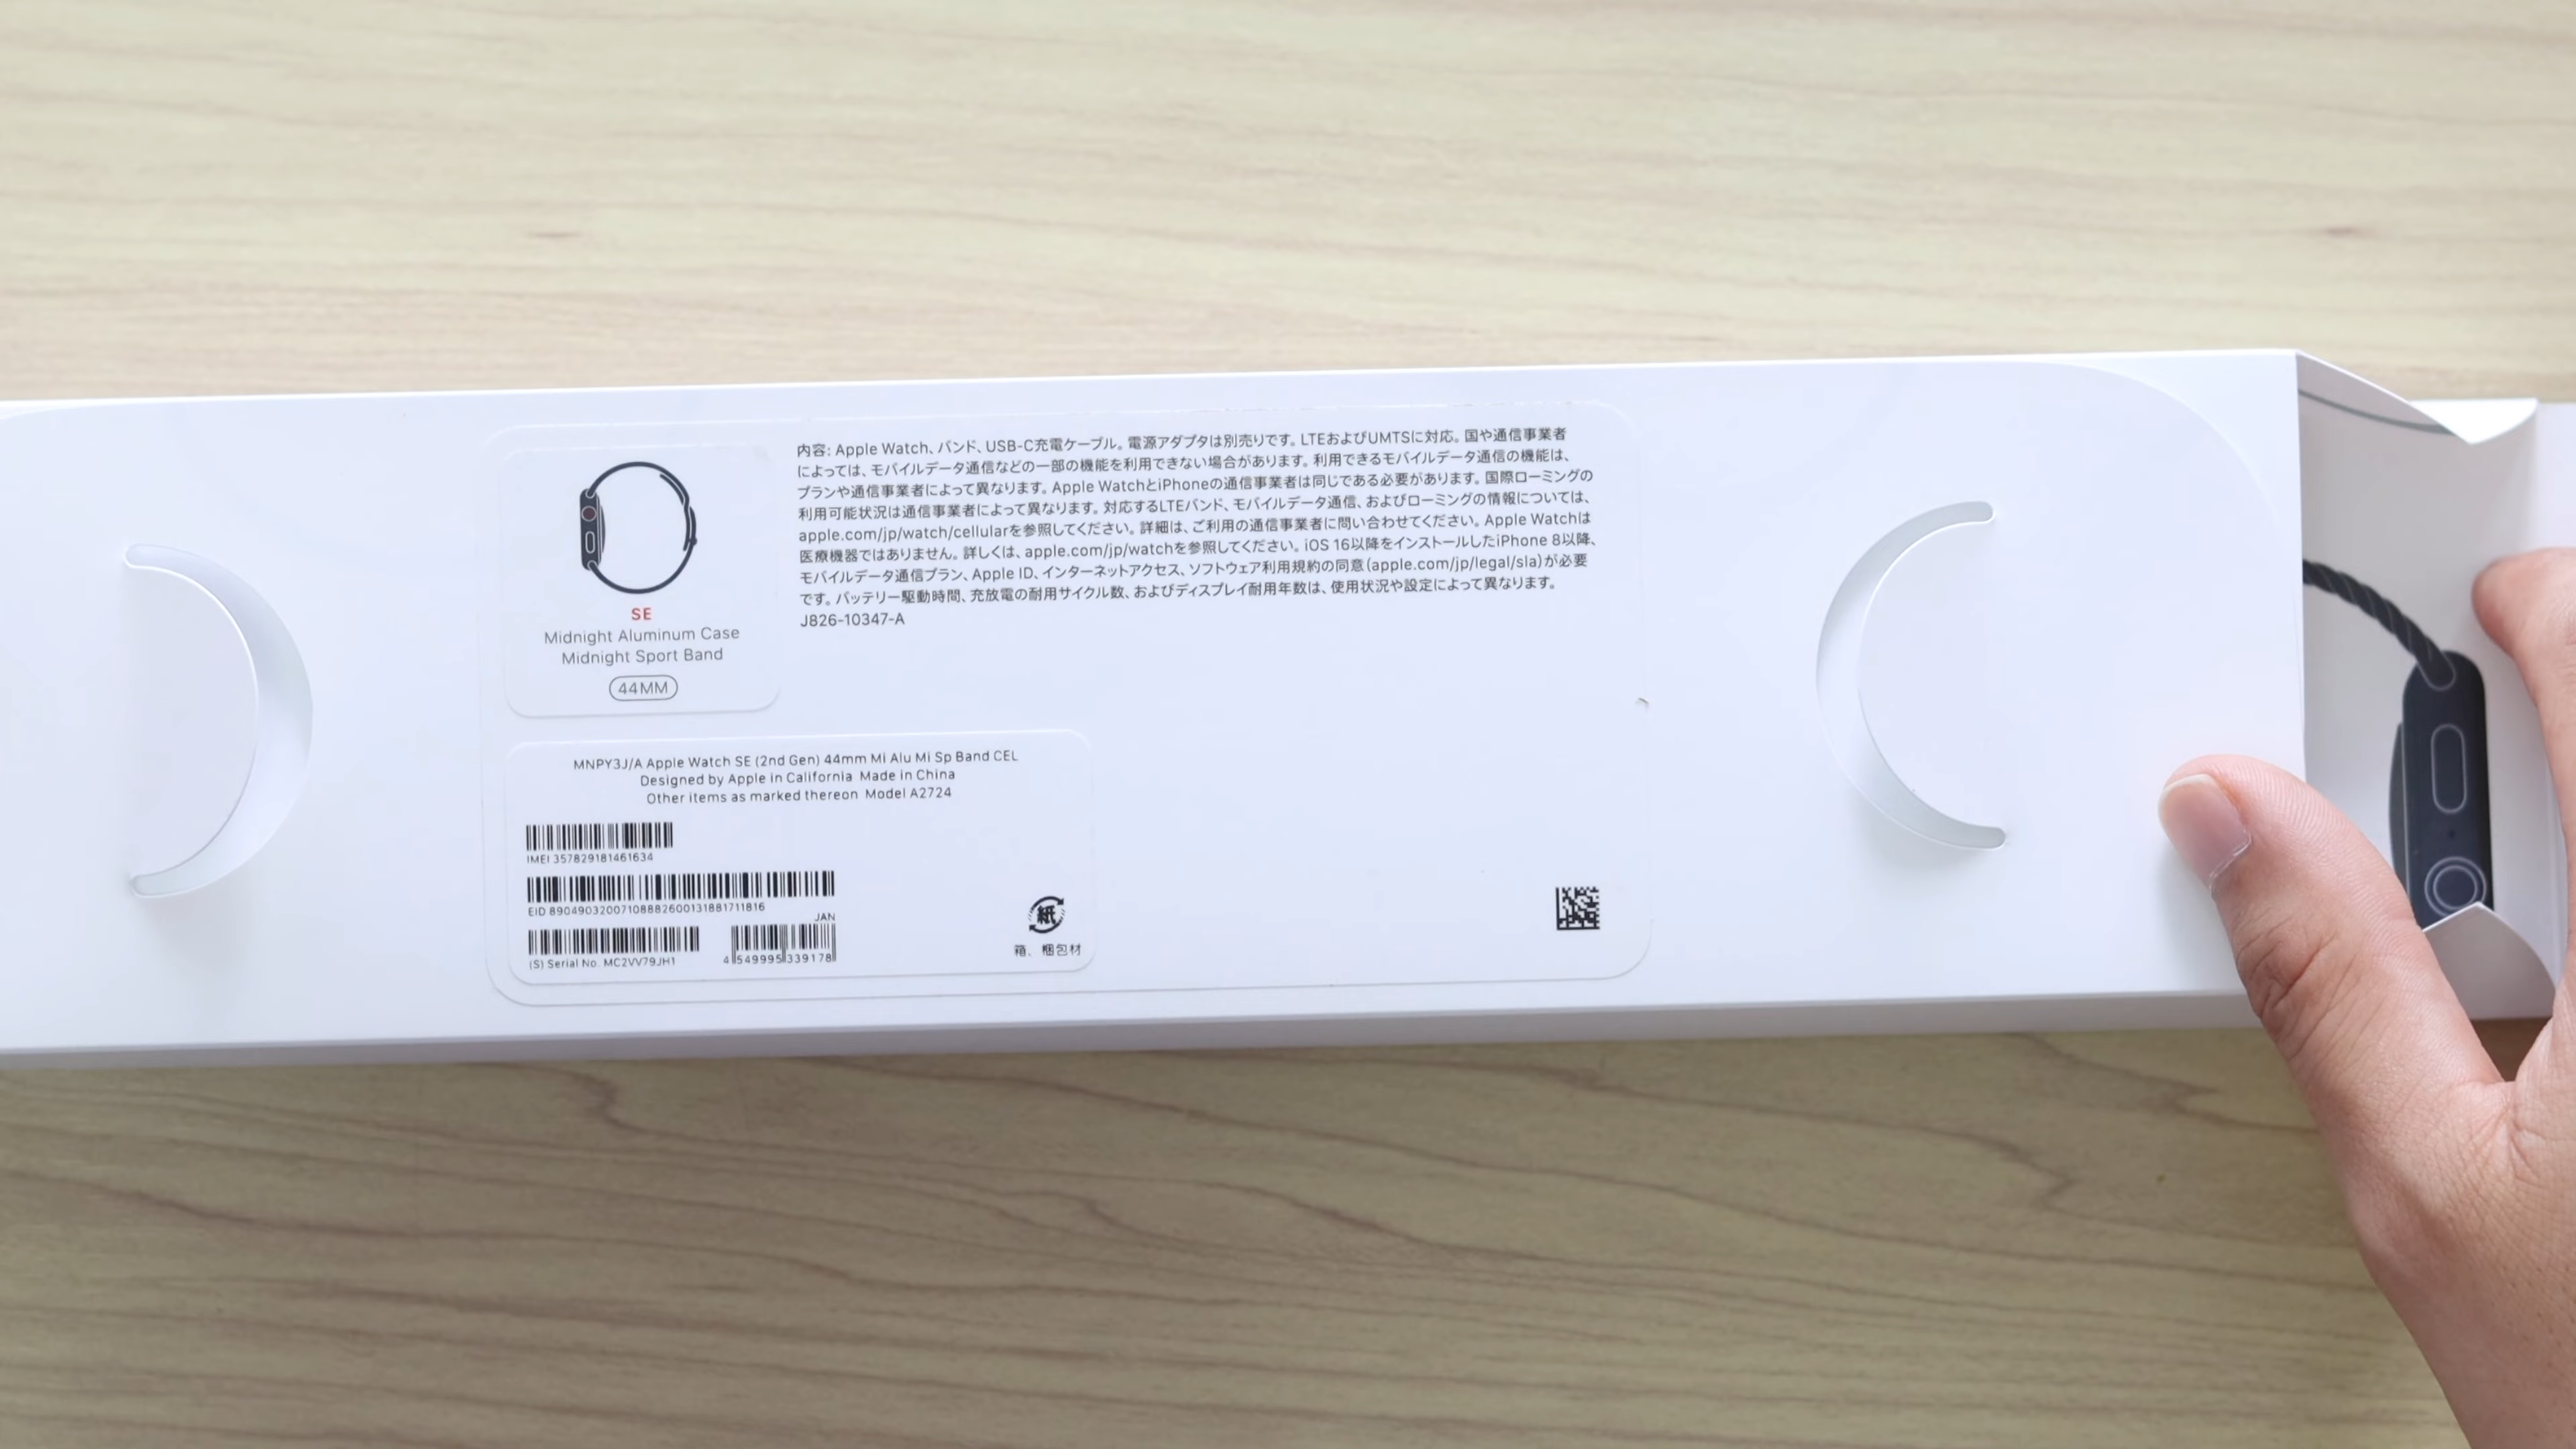 内容: Apple Watch、バンド、USB-C充電ケーブル。電源アダプタは別売りです。LTEおよびUMTSに対応。国や通信事業者
によっては、モバイルデータ通信などの一部の機能を利用できない場合があります。利用できるモバイルデータ通信の機能は、
プランや通信事業者によって異なります。Apple WatchとiPhoneの通信事業者は同じである必要があります。国際ローミングの
利用可能状況は通信事業者によって異なります。対応するLTEバンド、モバイルデータ通信、およびローミングの情報については、
apple.com/jp/watch/cellularを参照してください。詳細は、ご利用の通信事業者に問い合わせてください。Apple Watchは
医療機器ではありません。詳しくは、apple.com/jp/watchを参照してください。iOS 16以降をインストールしたiPhone 8以降、
モバイルデータ通信プラン、Apple ID、インターネットアクセス、ソフトウェア利用規約の同意(apple.com/jp/legal/sla)が必要
です。バッテリー駆動時間、充放電の耐用サイクル数、およびディスプレイ耐用年数は、使用状況や設定によって異なります。
J826-10347-A
SE
Midnight Aluminum Case
Midnight Sport Band
44MM
MNPY3J/A Apple Watch SE (2nd Gen) 44mm Mi Alu Mi Sp Band CEL
Designed by Apple in California Made in China
Other items as marked thereon Model A2724
IMEI 357829181461634
EID 89049032007108882600131881711816
JAN
(S) Serial No. MC2VV79JH1
4 549995 339178
紙
箱、梱包材